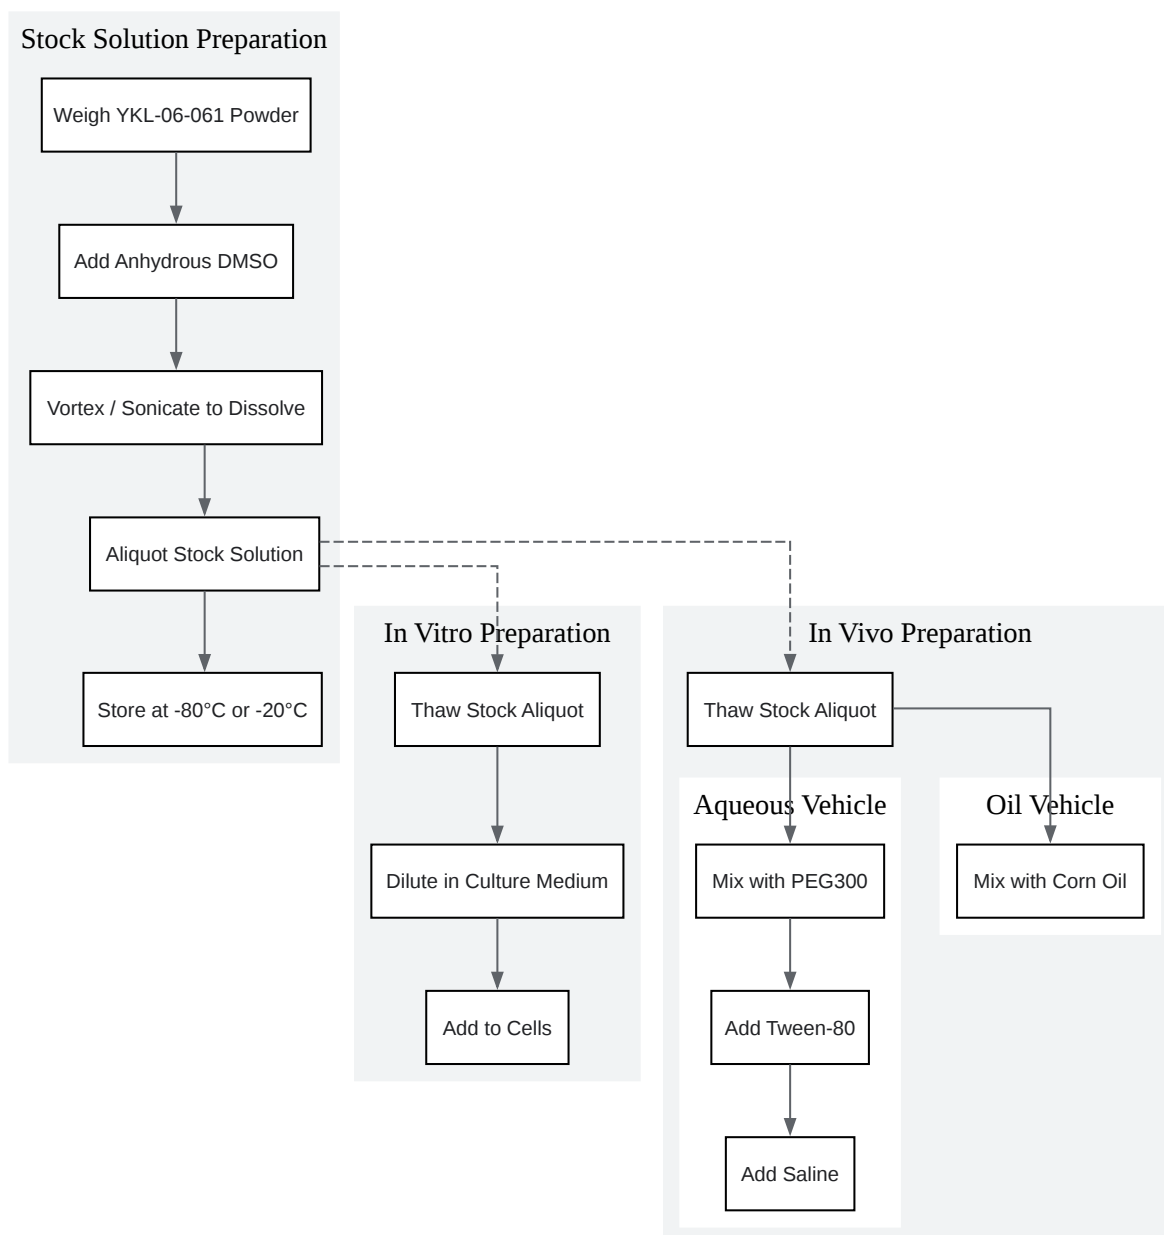 Stock Solution Preparation
Weigh YKL-06-061 Powder
Add Anhydrous DMSO
Vortex / Sonicate to Dissolve
Aliquot Stock Solution
Store at -80°C or -20°C
In Vitro Preparation
Thaw Stock Aliquot
Dilute in Culture Medium
Add to Cells
In Vivo Preparation
Thaw Stock Aliquot
Aqueous Vehicle
Mix with PEG300
Add Tween-80
Add Saline
Oil Vehicle
Mix with Corn Oil